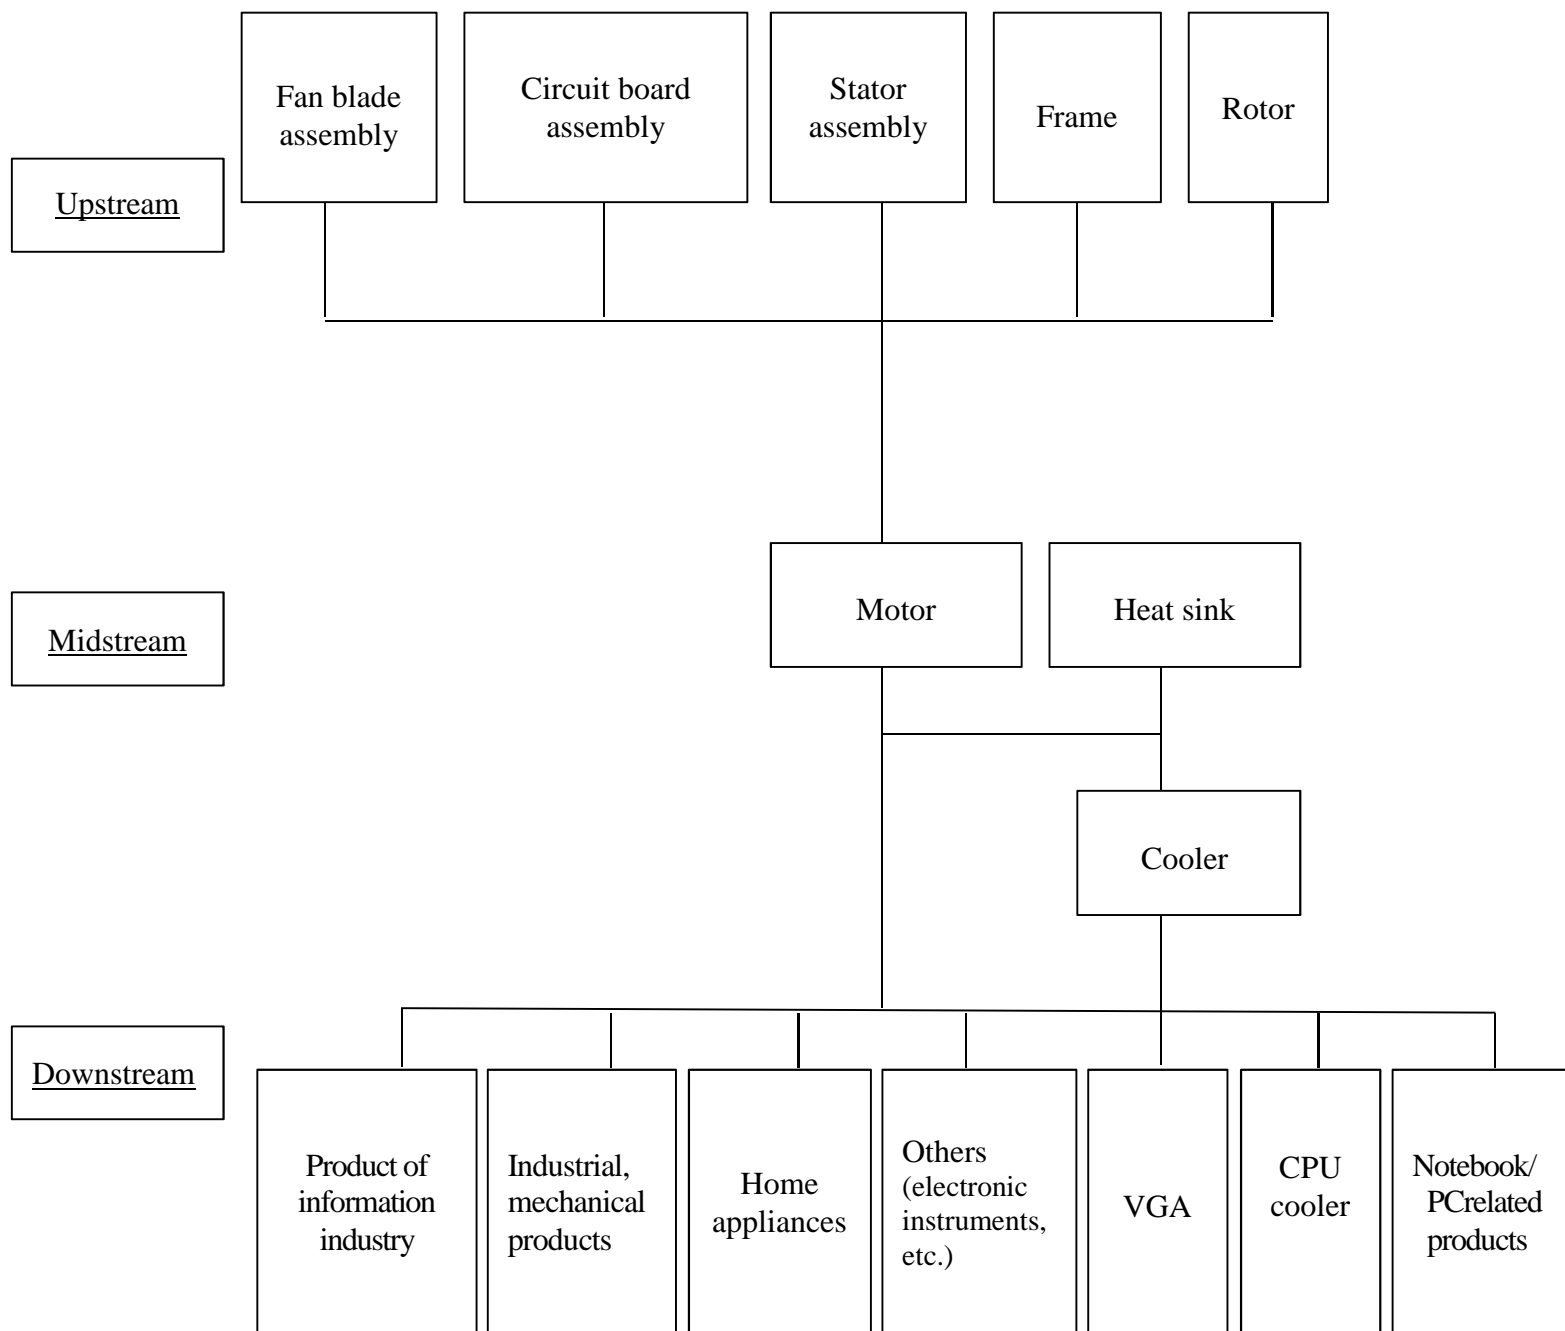 Fan blade
assembly
Circuit board
assembly
Stator
assembly
Frame
Rotor
Upstream
Motor
Heat sink
Midstream
Cooler
Downstream
Product of
information
industry
Industrial,
mechanical
products
Home
appliances
Others
(electronic
instruments,
etc.)
VGA
CPU
cooler
Notebook/
PCrelated
products